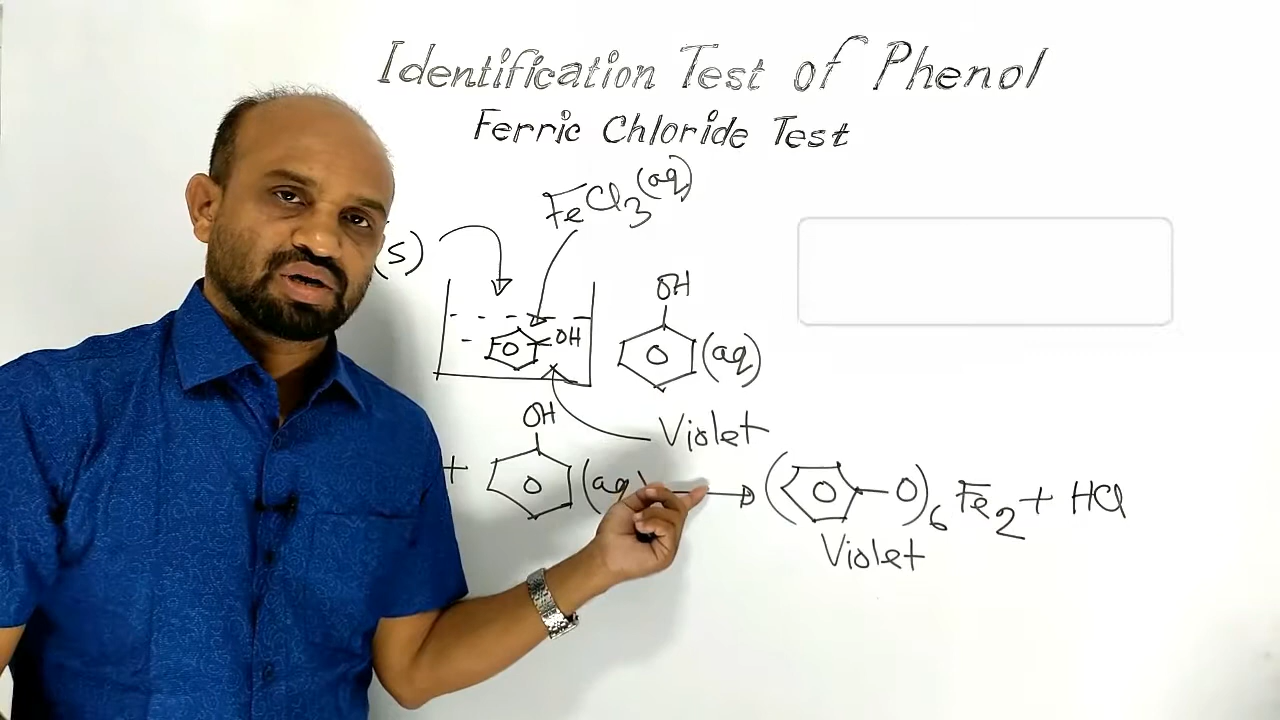 Identification Test of Phenol
Ferric Chloride Test
FeCl3(aq)
(s)
OH
OH
(aq)
OH
Violet
+ (aq) → ( -O)6 Fe2 + HCl
Violet